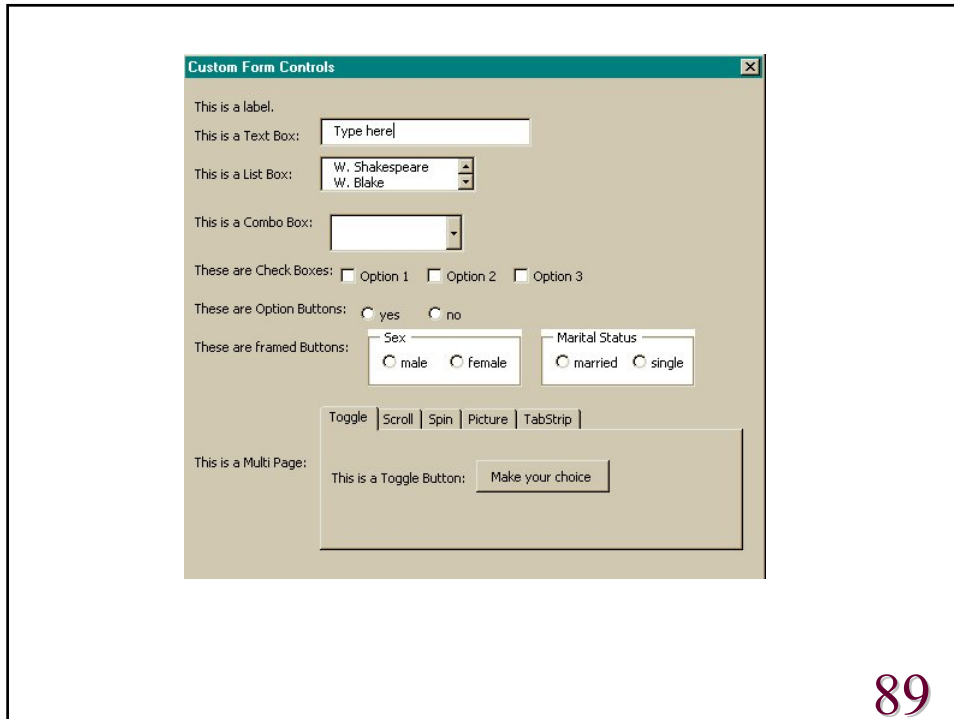 Custom Form Controls
This is a label.
This is a Text Box: Type here
This is a List Box: W. Shakespeare
W. Blake
This is a Combo Box:
These are Check Boxes: Option 1 Option 2 Option 3
These are Option Buttons: yes no
These are framed Buttons: Sex Marital Status
male female married single
Toggle Scroll Spin Picture TabStrip
This is a Multi Page:
This is a Toggle Button: Make your choice
89